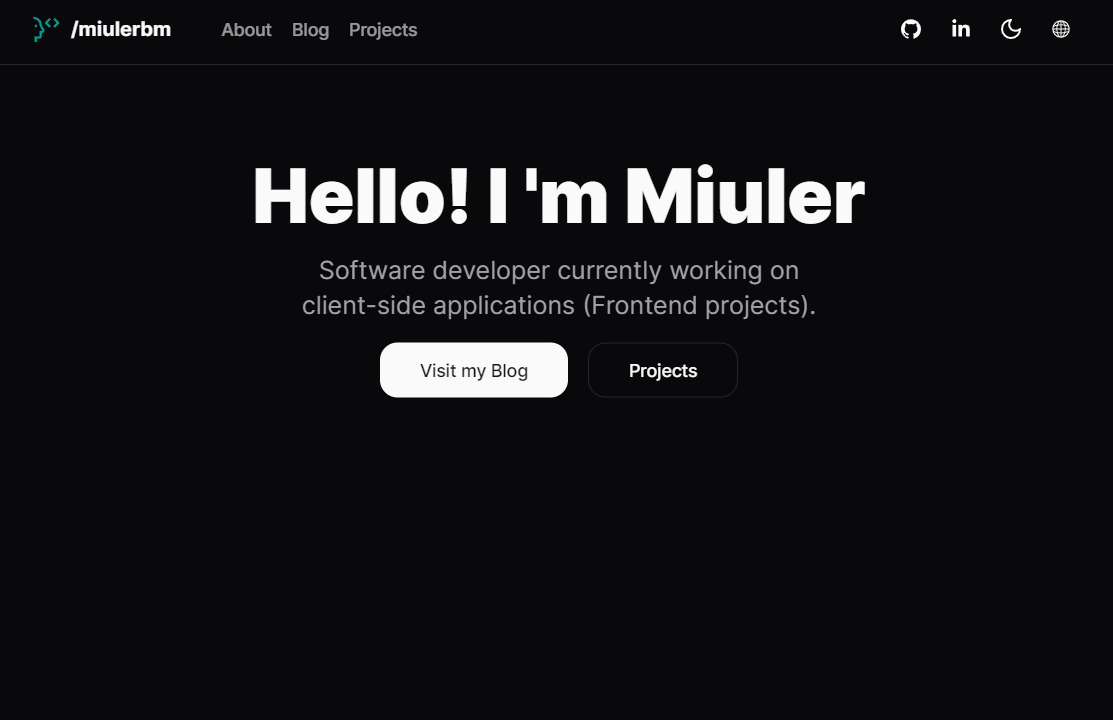 /miulerbm
About
Blog
Projects
Hello! I 'm Miuler
Software developer currently working on
client-side applications (Frontend projects).
Visit my Blog
Projects